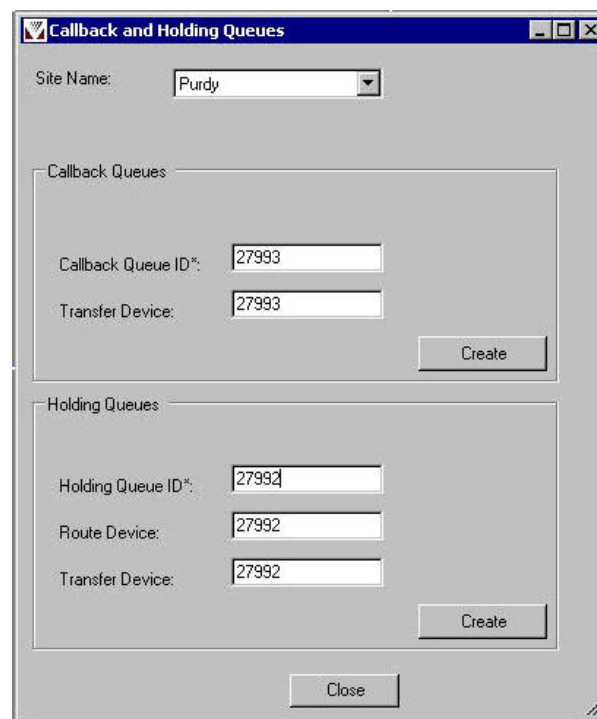 Callback and Holding Queues
Site Name: Purdy
Callback Queues
Callback Queue ID*: 27993
Transfer Device: 27993
Create
Holding Queues
Holding Queue ID*: 27992
Route Device: 27992
Transfer Device: 27992
Create
Close